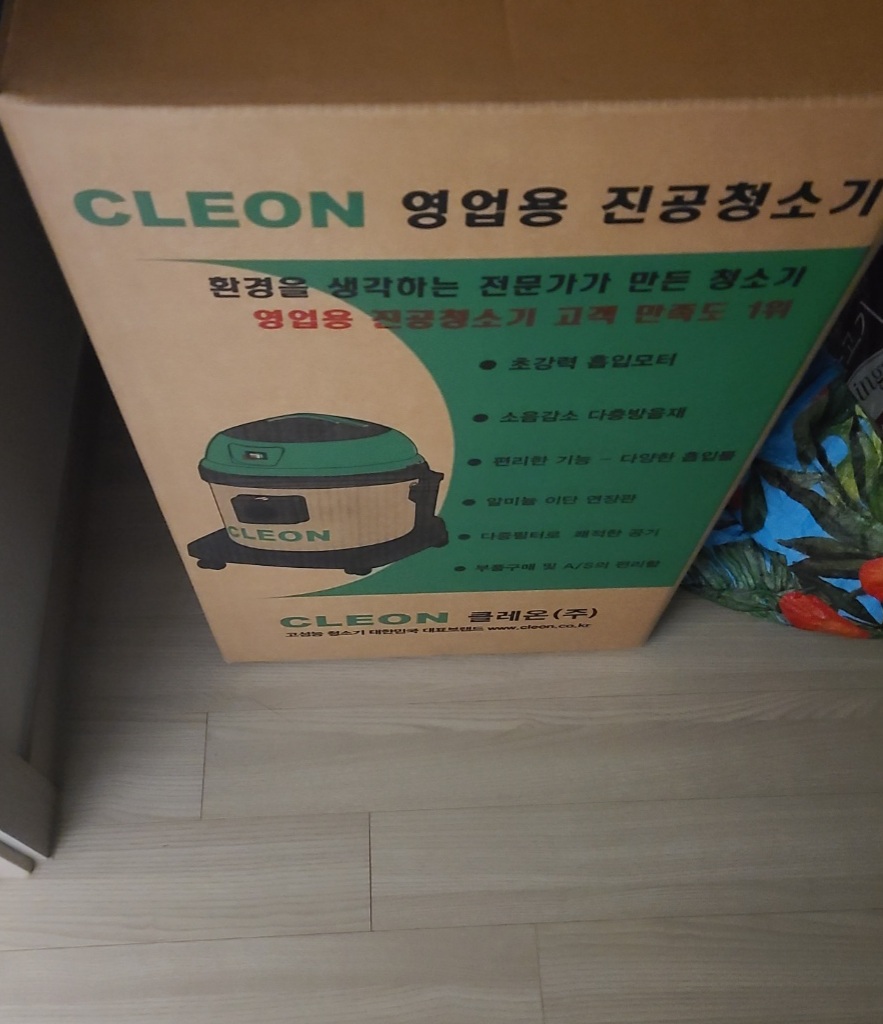 CLEON 영업용 진공청소기
환경을 생각하는 전문가가 만든 청소기
영업용 진공청소기 고객 만족도 1위
● 초강력 흡입모터
● 소음감소 다층방음재
● 편리한 기능 - 다양한 흡입툴
● 알미늄 이단 연장관
● 다중필터로 쾌적한 공기
● 부품구매 및 A/S의 편리함
CLEON
CLEON 클레온(주)
고성능 청소기 대한민국 대표브랜드 www.cleon.co.kr
고기